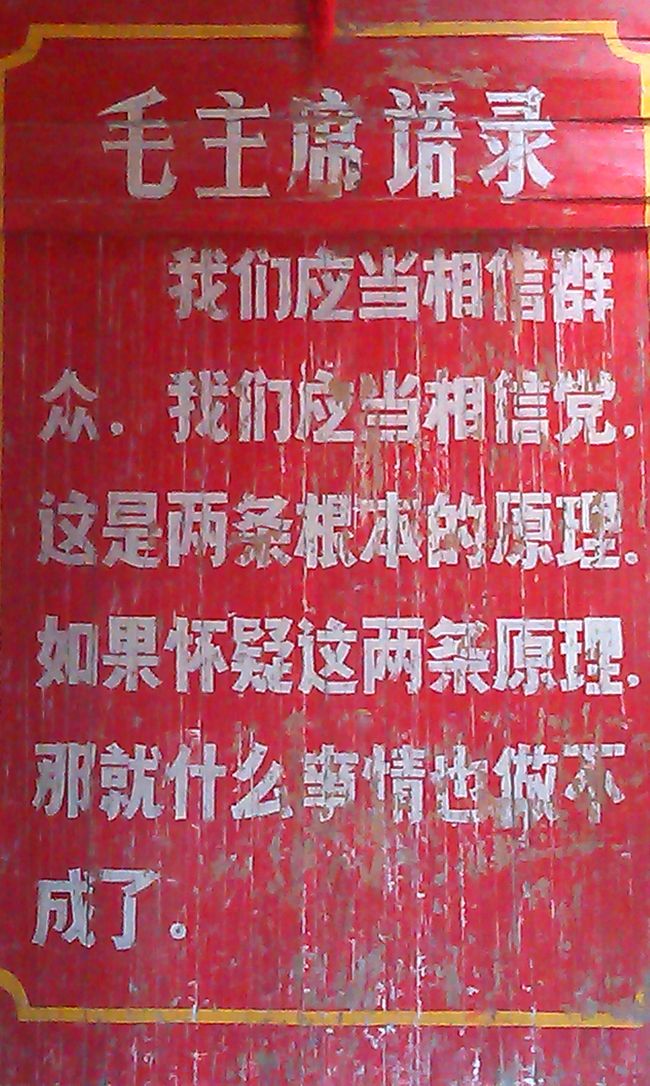 毛主席语录
我们应当相信群
众，我们应当相信党，
这是两条根本的原理。
如果怀疑这两条原理，
那就什么事情也做不
成了。